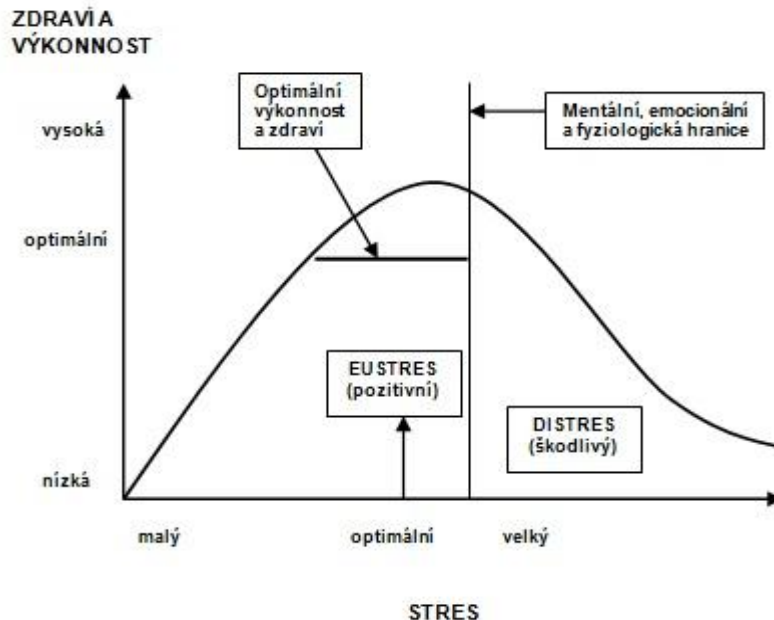 ZDRAVÍ A
VÝKONNOST
Optimální
výkonnost
a zdraví
Mentální, emocionální
a fyziologická hranice
vysoká
optimální
EUSTRES
(pozitivní)
DISTRES
(škodlivý)
nízká
malý
optimální
velký
STRES